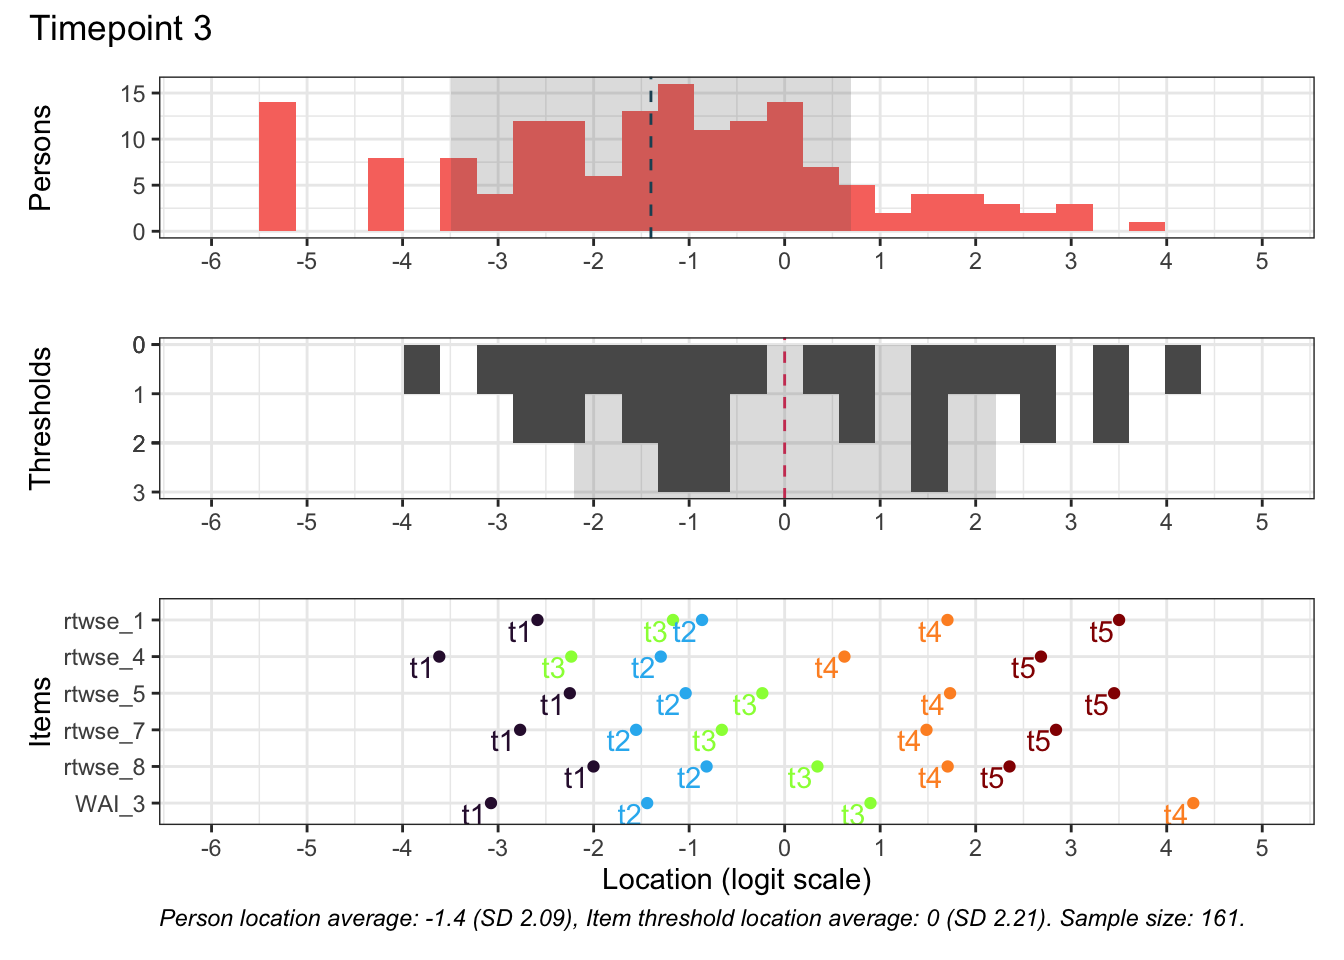 Timepoint 3
Persons
15
10
5
0
-6 -5 -4 -3 -2 -1 0 1 2 3 4 5
Thresholds
0
1
2
3
-6 -5 -4 -3 -2 -1 0 1 2 3 4 5
Items
rtwse_1 t1 t3 t2 t4 t5
rtwse_4 t1 t3 t2 t4 t5
rtwse_5 t1 t2 t3 t4 t5
rtwse_7 t1 t2 t3 t4 t5
rtwse_8 t1 t2 t3 t4 t5
WAI_3 t1 t2 t3 t4
-6 -5 -4 -3 -2 -1 0 1 2 3 4 5
Location (logit scale)
Person location average: -1.4 (SD 2.09), Item threshold location average: 0 (SD 2.21). Sample size: 161.